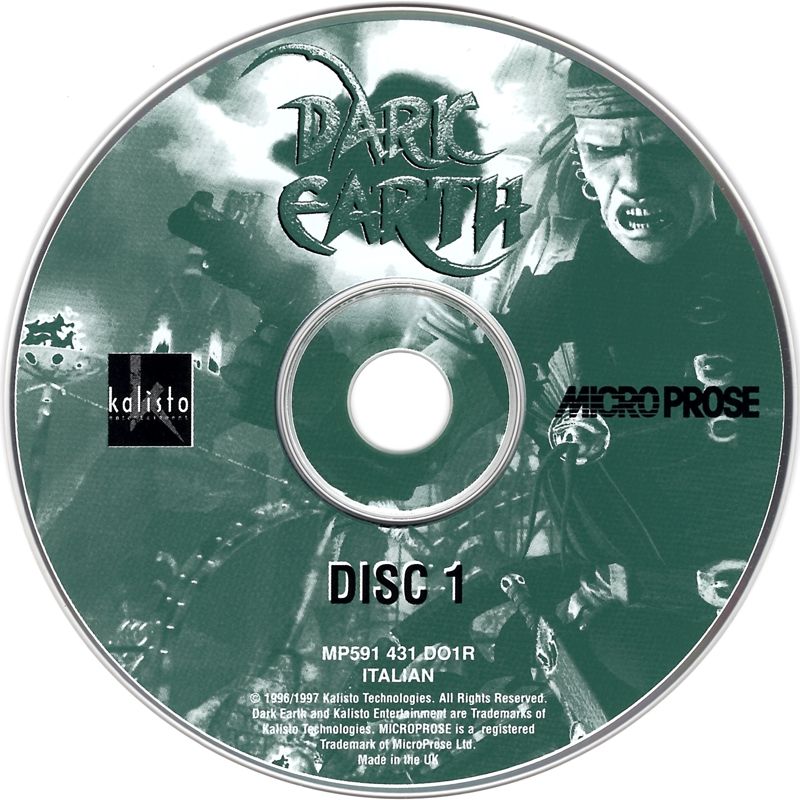 DARK
EARTH
kalisto
entertainment
MICROPROSE
DISC 1
MP591 431 DO1R
ITALIAN
© 1996/1997 Kalisto Technologies. All Rights Reserved.
Dark Earth and Kalisto Entertainment are Trademarks of
Kalisto Technologies. MICROPROSE is a registered
Trademark of MicroProse Ltd.
Made in the UK